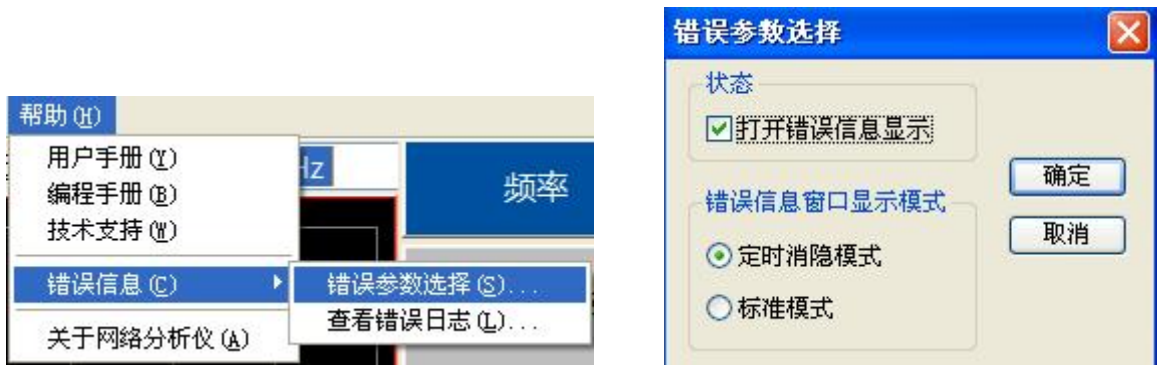 帮助(H)
用户手册(Y)
编程手册(B)
技术支持(W)
错误信息(C)
关于网络分析仪(A)
Hz
频率
错误参数选择(S)...
查看错误日志(L)...
错误参数选择
状态
打开错误信息显示
错误信息窗口显示模式
定时消隐模式
标准模式
确定
取消